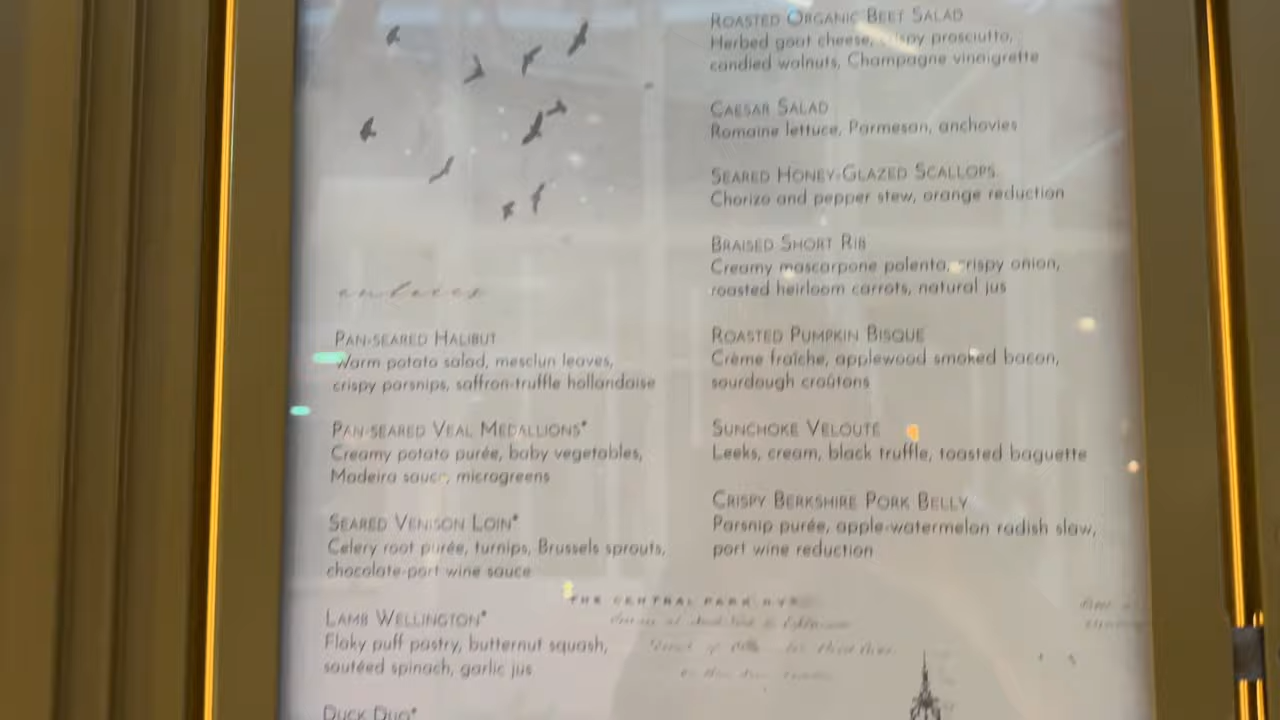 ROASTED ORGANIC BEET SALAD
Herbed goat cheese, crispy prosciutto,
candied walnuts, Champagne vinaigrette
CAESAR SALAD
Romaine lettuce, Parmesan, anchovies
SEARED HONEY-GLAZED SCALLOPS
Chorizo and pepper stew, orange reduction
BRAISED SHORT RIB
Creamy mascarpone polenta, crispy onion,
roasted heirloom carrots, natural jus
ROASTED PUMPKIN BISQUE
Crème fraîche, applewood smoked bacon,
sourdough croûtons
SUNCHOKE VELOUTÉ
Leeks, cream, black truffle, toasted baguette
CRISPY BERKSHIRE PORK BELLY
Parsnip purée, apple-watermelon radish slaw,
port wine reduction
entrees
PAN-SEARED HALIBUT
Warm potato salad, mesclun leaves,
crispy parsnips, saffron-truffle hollandaise
PAN-SEARED VEAL MEDALLIONS*
Creamy potato purée, baby vegetables,
Madeira sauce, microgreens
SEARED VENISON LOIN*
Celery root purée, turnips, Brussels sprouts,
chocolate-port wine sauce
LAMB WELLINGTON*
Flaky puff pastry, butternut squash,
sautéed spinach, garlic jus
DUCK DUO*
THE CENTRAL PARK